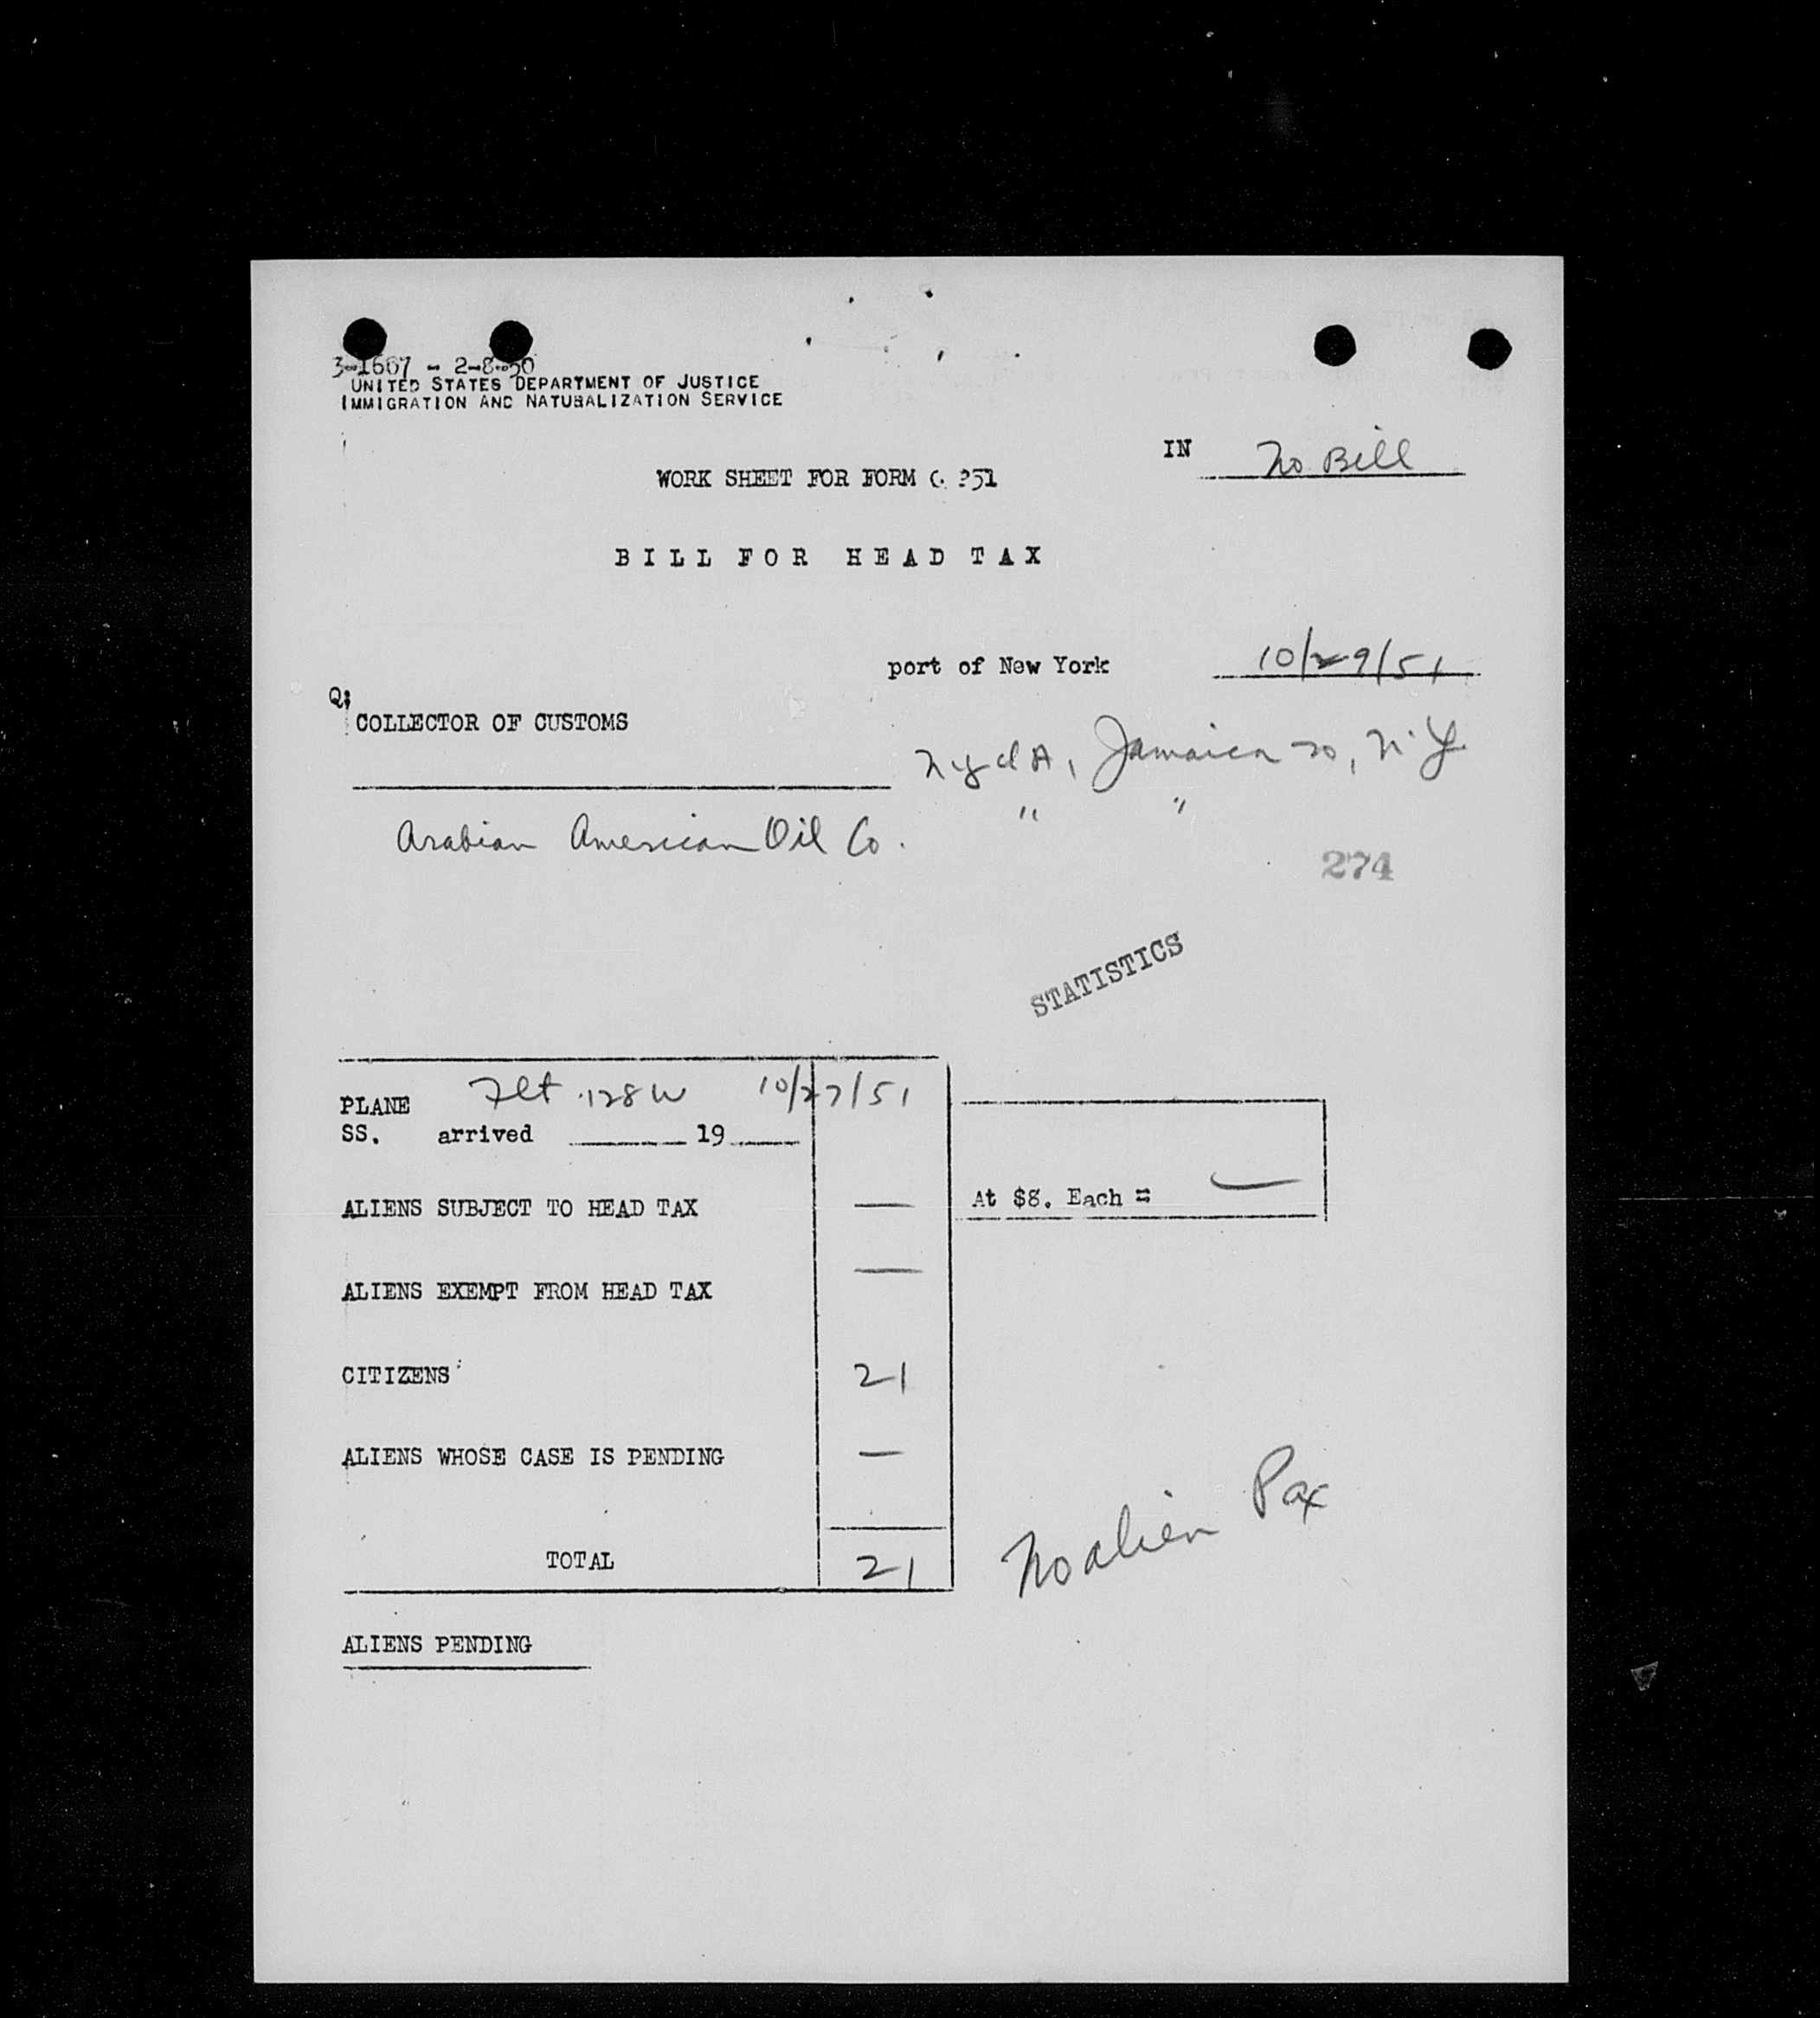 3-1667 - 2-8-50
UNITED STATES DEPARTMENT OF JUSTICE
IMMIGRATION AND NATURALIZATION SERVICE
IN No Bill
WORK SHEET FOR FORM 351
BILL FOR HEAD TAX
port of New York 10/29/51
COLLECTOR OF CUSTOMS
Jamaica 30, N.Y.
" "
Arabian American Oil Co.
274
STATISTICS
PLANE Flt 128W 10/27/51
SS. arrived 19
ALIENS SUBJECT TO HEAD TAX —
At $8. Each = —
ALIENS EXEMPT FROM HEAD TAX —
CITIZENS 21
ALIENS WHOSE CASE IS PENDING —
No alien Pax
TOTAL 21
ALIENS PENDING